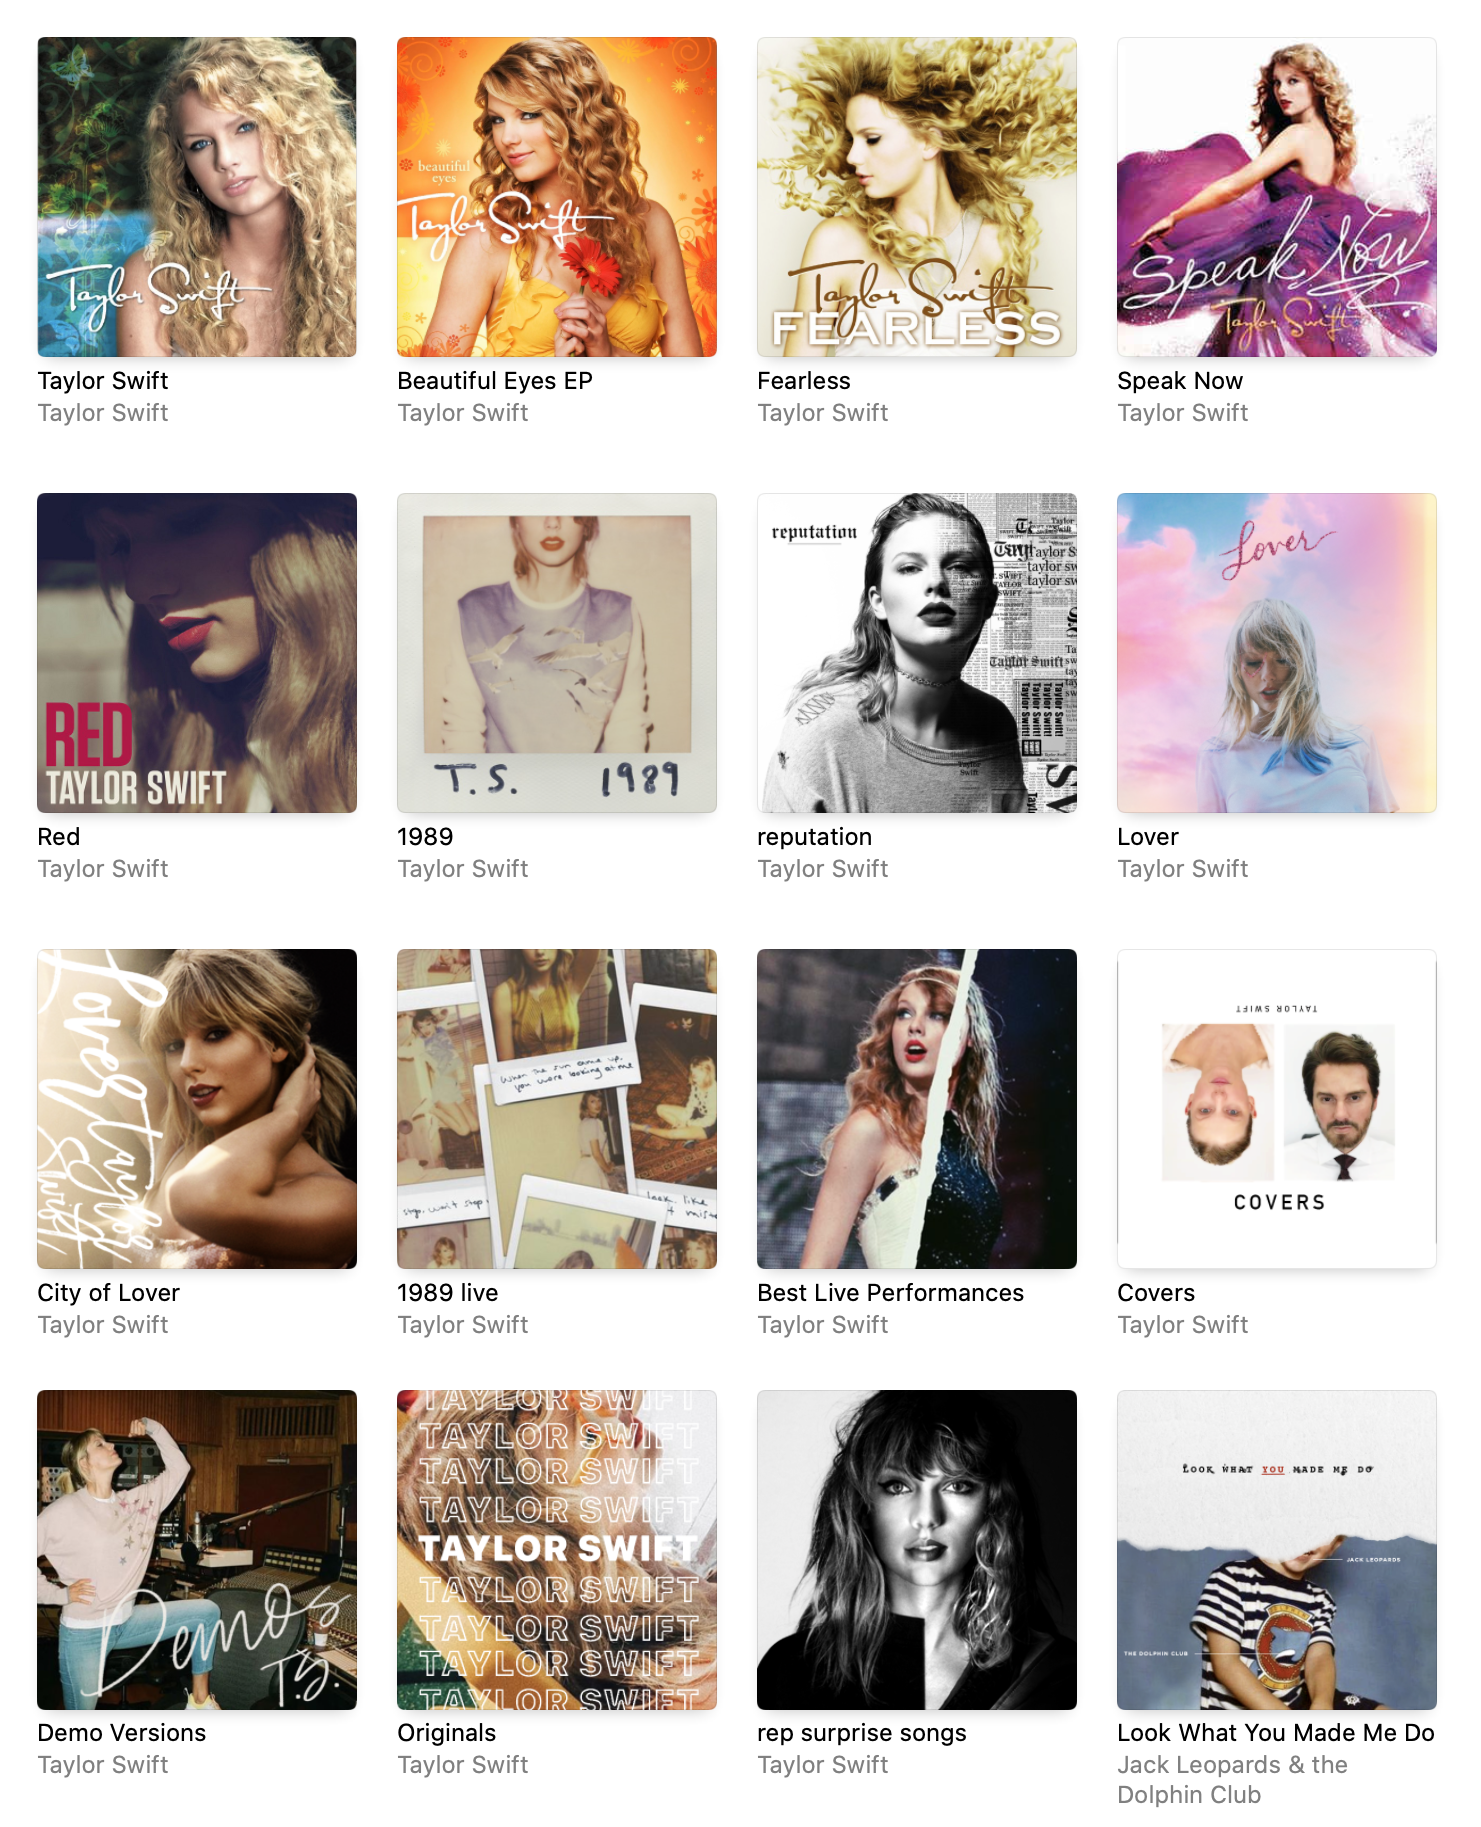 beautiful
eyes
Taylor Swift
Taylor Swift
Taylor Swift
FEARLESS
Speak Now
Taylor Swift
Taylor Swift
Taylor Swift
Beautiful Eyes EP
Taylor Swift
Fearless
Taylor Swift
Speak Now
Taylor Swift
RED
TAYLOR SWIFT
T.S. 1989
reputation
Taylor Swift
Lover
Red
Taylor Swift
1989
Taylor Swift
reputation
Taylor Swift
Lover
Taylor Swift
Lover
Taylor
Swift
When the sun came up,
you were looking at me
TAYLOR SWIFT
COVERS
City of Lover
Taylor Swift
1989 live
Taylor Swift
Best Live Performances
Taylor Swift
Covers
Taylor Swift
Demos
T.S.
TAYLOR SWIFT
TAYLOR SWIFT
TAYLOR SWIFT
TAYLOR SWIFT
TAYLOR SWIFT
TAYLOR SWIFT
TAYLOR SWIFT
TAYLOR SWIFT
TAYLOR SWIFT
LOOK WHAT YOU MADE ME DO
JACK LEOPARDS
THE DOLPHIN CLUB
Demo Versions
Taylor Swift
Originals
Taylor Swift
rep surprise songs
Taylor Swift
Look What You Made Me Do
Jack Leopards & the
Dolphin Club